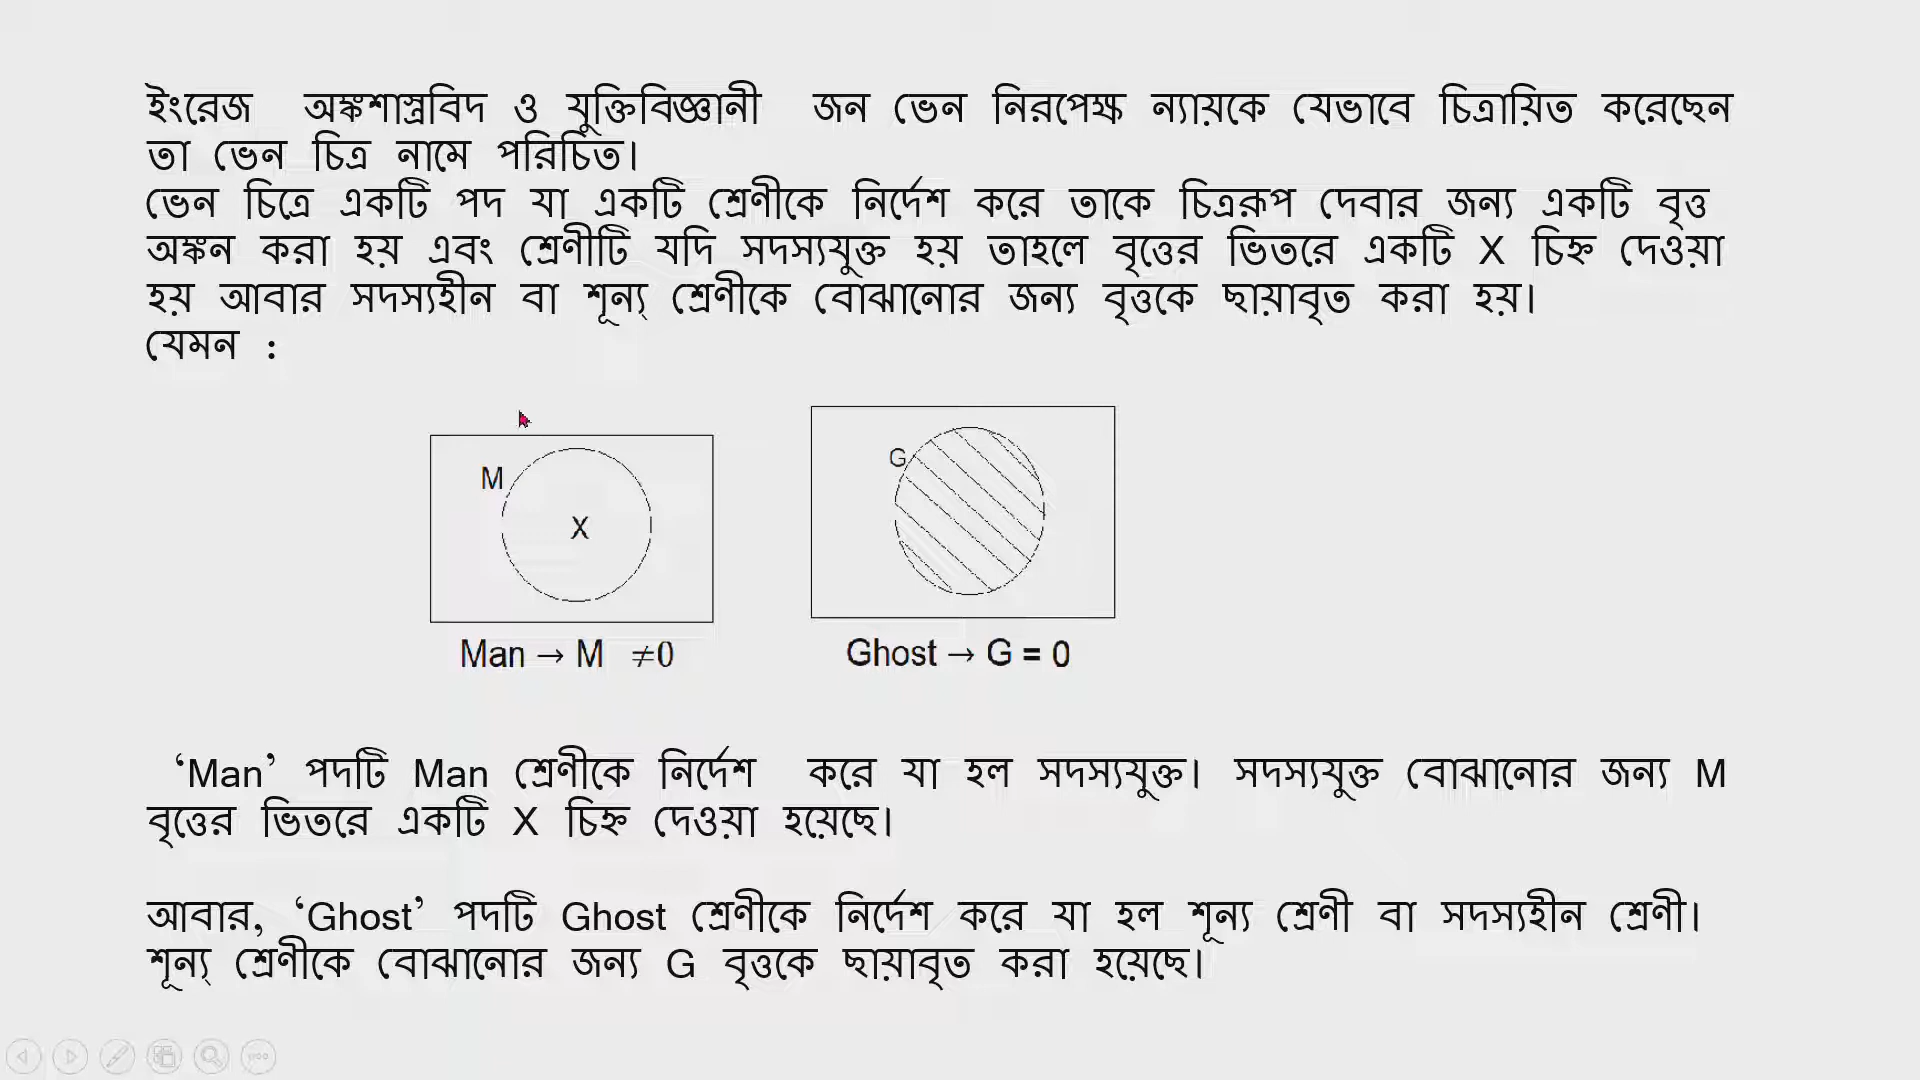 ইংরেজ অঙ্কশাস্ত্রবিদ ও যুক্তিবিজ্ঞানী জন ভেন নিরপেক্ষ ন্যায়কে যেভাবে চিত্রায়িত করেছেন
তা ভেন চিত্র নামে পরিচিত।
ভেন চিত্রে একটি পদ যা একটি শ্রেণীকে নির্দেশ করে তাকে চিত্ররূপ দেবার জন্য একটি বৃত্ত
অঙ্কন করা হয় এবং শ্রেণীটি যদি সদস্যযুক্ত হয় তাহলে বৃত্তের ভিতরে একটি X চিহ্ন দেওয়া
হয় আবার সদস্যহীন বা শূন্য্ শ্রেণীকে বোঝানোর জন্য বৃত্তকে ছায়াবৃত করা হয়।
যেমন :
M
X
G
Man → M ≠0
Ghost → G = 0
‘Man’ পদটি Man শ্রেণীকে নির্দেশ করে যা হল সদস্যযুক্ত। সদস্যযুক্ত বোঝানোর জন্য M
বৃত্তের ভিতরে একটি X চিহ্ন দেওয়া হয়েছে।
আবার, ‘Ghost’ পদটি Ghost শ্রেণীকে নির্দেশ করে যা হল শূন্য শ্রেণী বা সদস্যহীন শ্রেণী।
শূন্য্ শ্রেণীকে বোঝানোর জন্য G বৃত্তকে ছায়াবৃত করা হয়েছে।